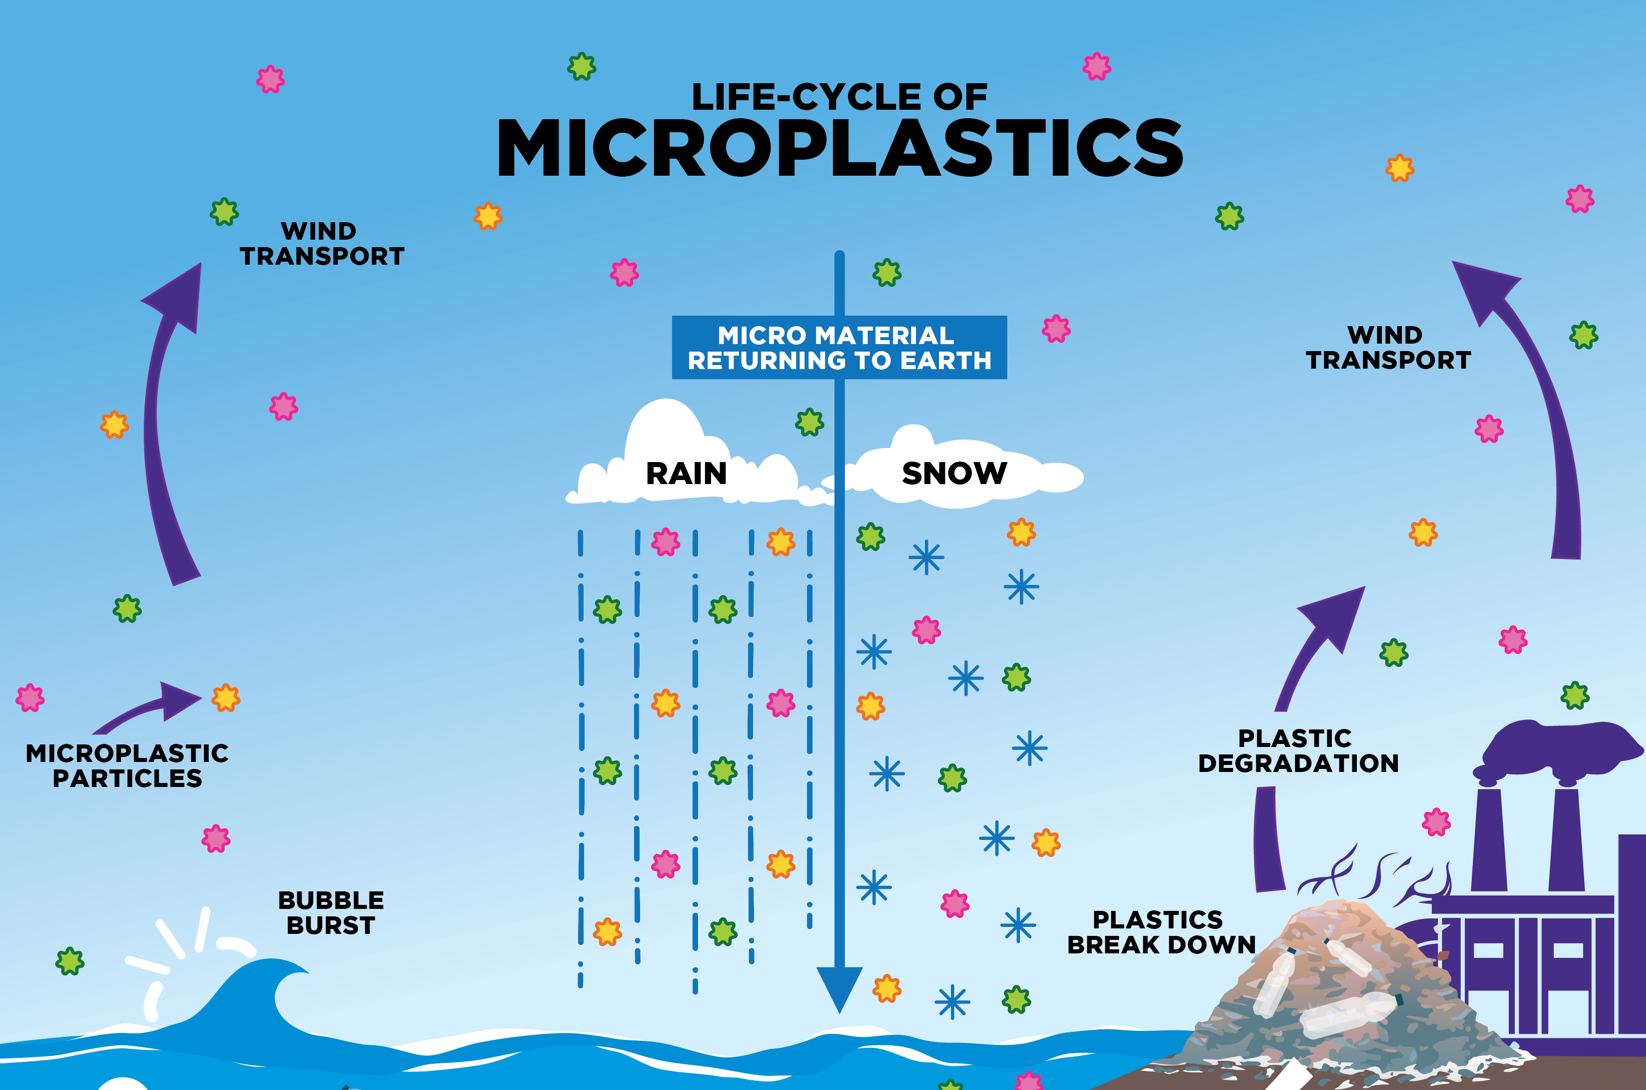 LIFE-CYCLE OF
MICROPLASTICS
WIND
TRANSPORT
MICRO MATERIAL
RETURNING TO EARTH
WIND
TRANSPORT
RAIN
SNOW
MICROPLASTIC
PARTICLES
PLASTIC
DEGRADATION
BUBBLE
BURST
PLASTICS
BREAK DOWN